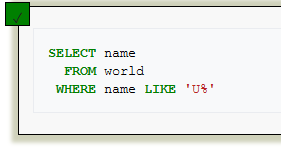 ✓
SELECT name
FROM world
WHERE name LIKE 'U%'